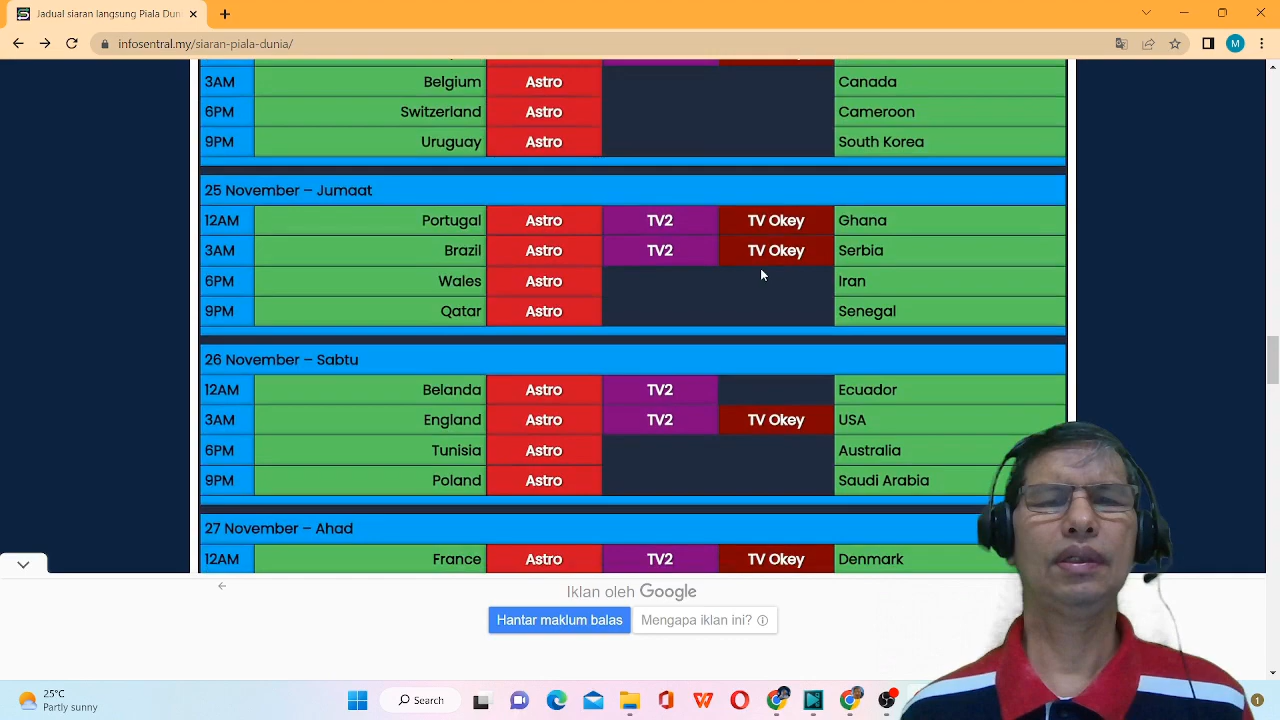 Jadual siaran langsung Piala Dun
infosentral.my/siaran-piala-dunia/
M
3AM Belgium Astro Canada
6PM Switzerland Astro Cameroon
9PM Uruguay Astro South Korea
25 November – Jumaat
12AM Portugal Astro TV2 TV Okey Ghana
3AM Brazil Astro TV2 TV Okey Serbia
6PM Wales Astro Iran
9PM Qatar Astro Senegal
26 November – Sabtu
12AM Belanda Astro TV2 Ecuador
3AM England Astro TV2 TV Okey USA
6PM Tunisia Astro Australia
9PM Poland Astro Saudi Arabia
27 November – Ahad
12AM France Astro TV2 TV Okey Denmark
Iklan oleh Google
Hantar maklum balas Mengapa iklan ini?
25°C
Partly sunny
Search
1